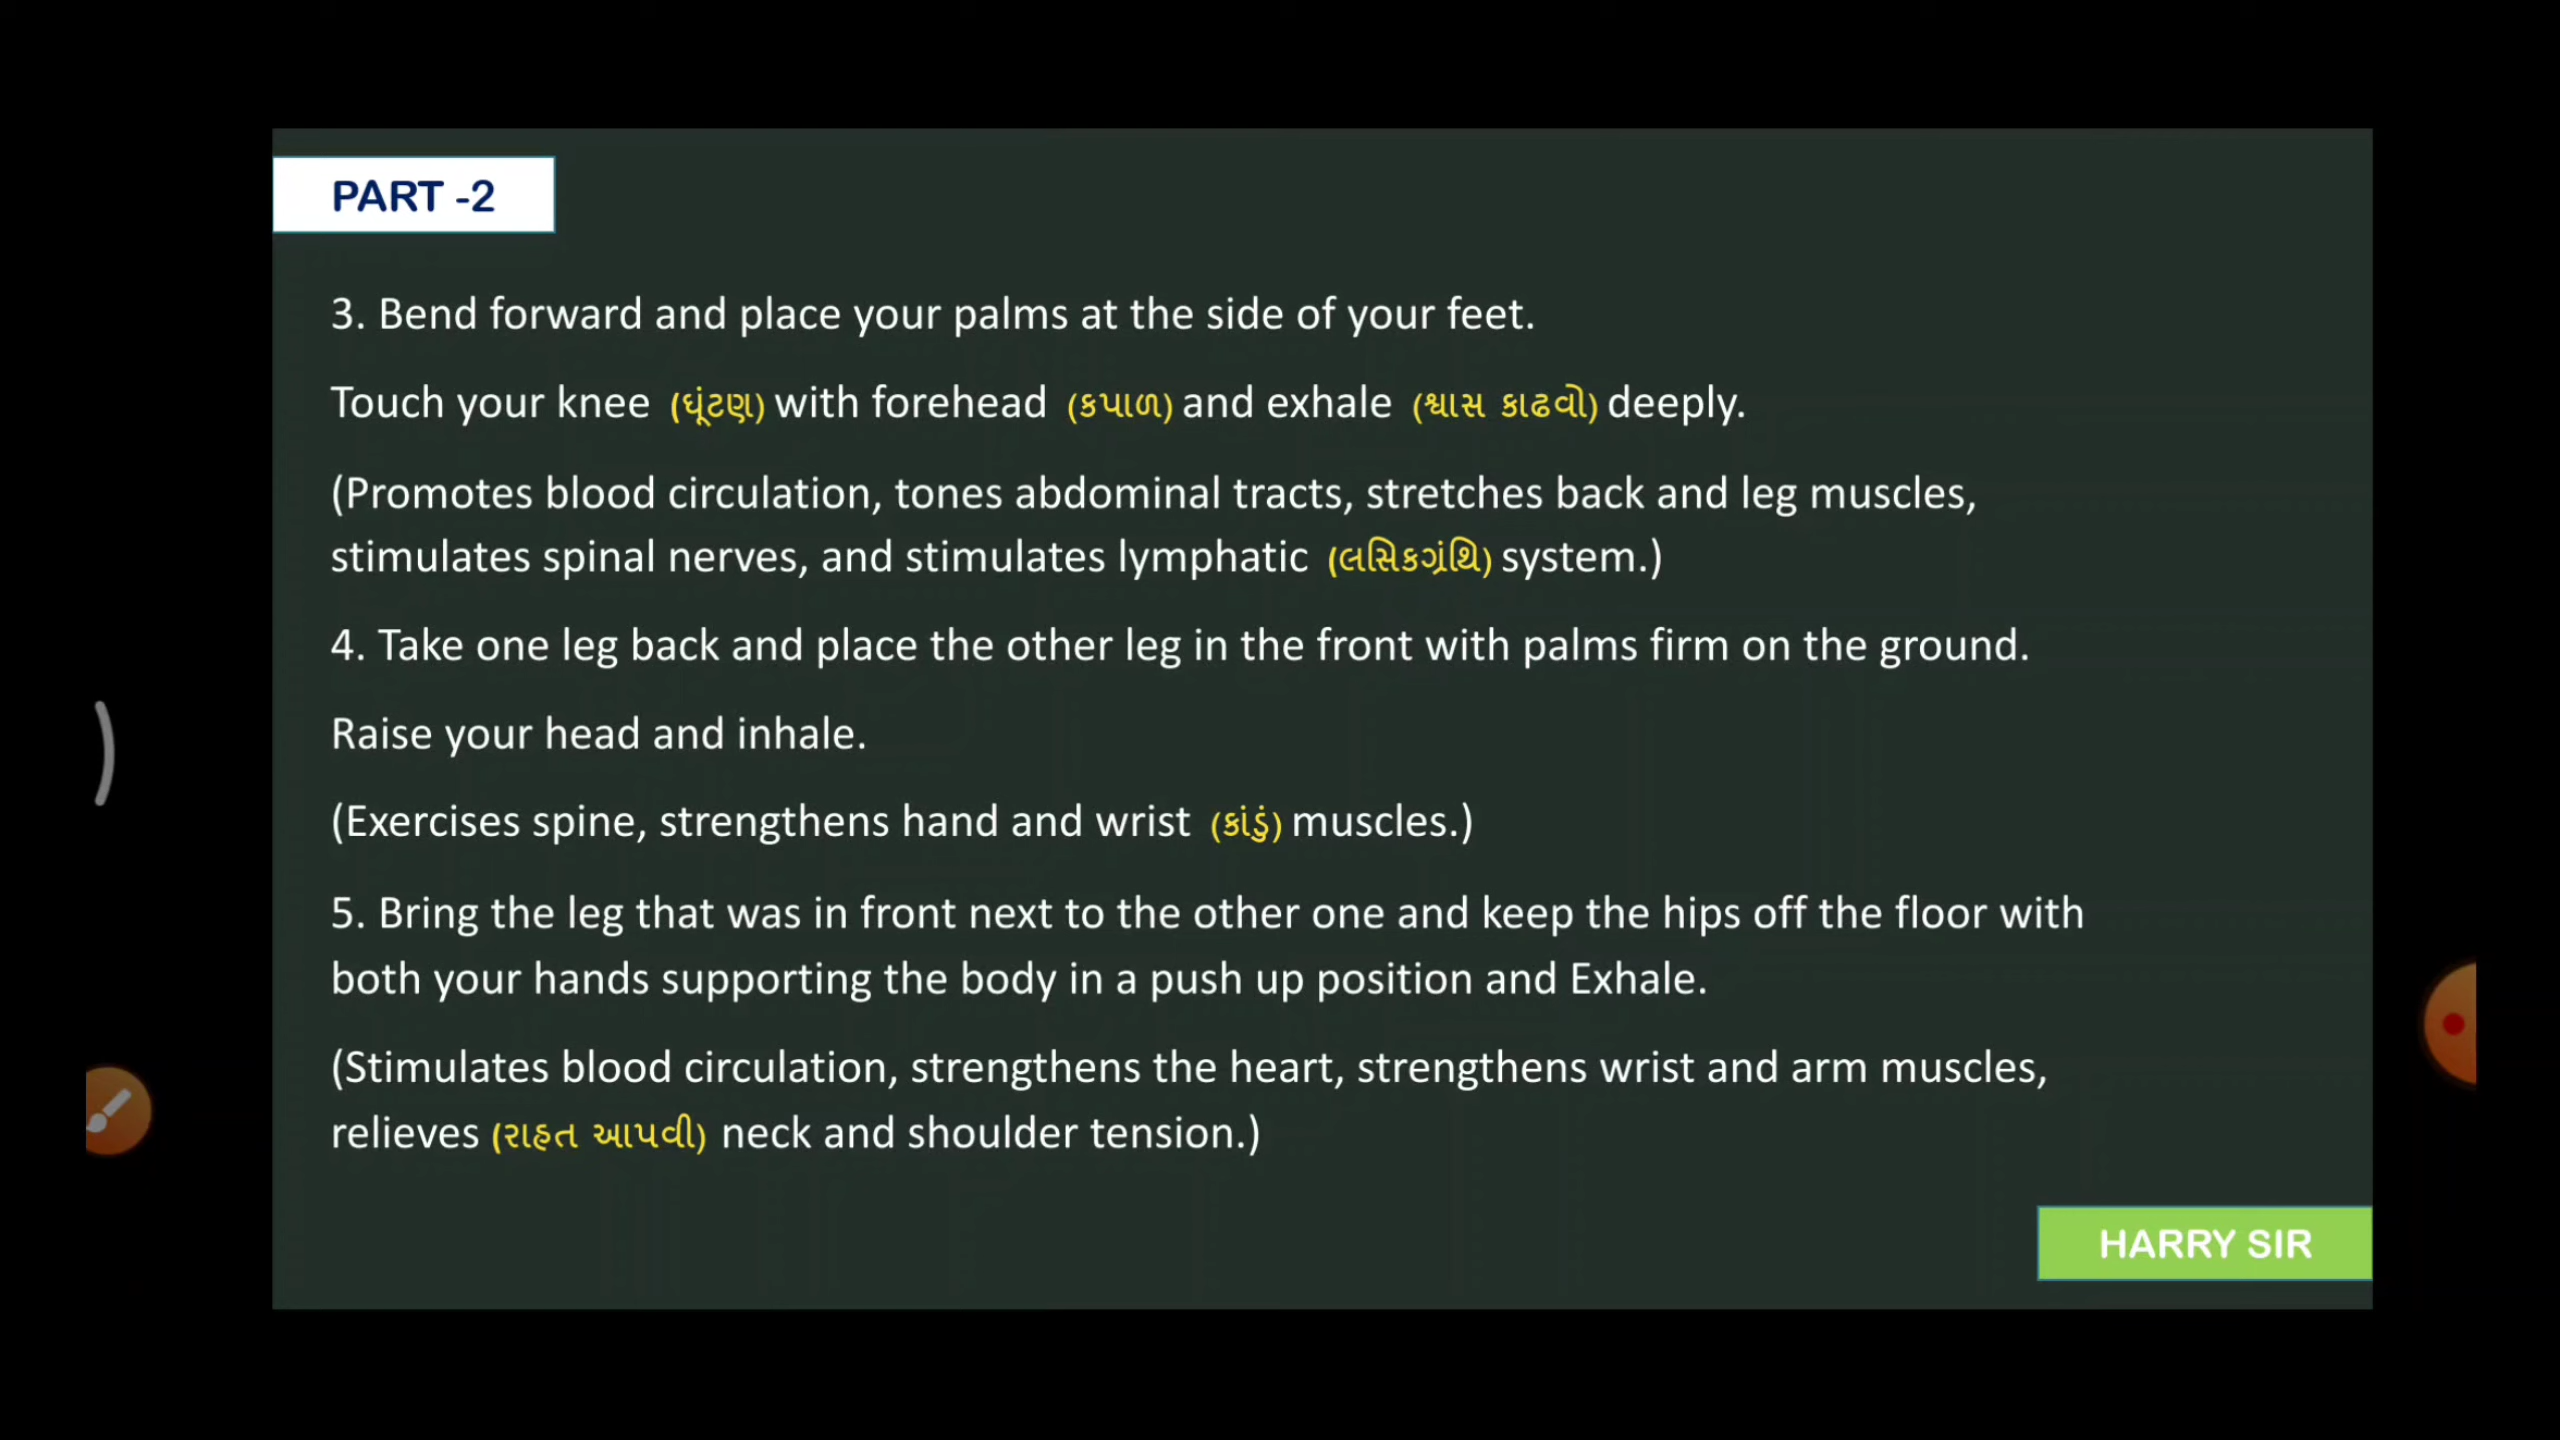 PART -2
3. Bend forward and place your palms at the side of your feet.
Touch your knee (ઘૂંટણ) with forehead (કપાળ) and exhale (શ્વાસ કાઢવો) deeply.
(Promotes blood circulation, tones abdominal tracts, stretches back and leg muscles,
stimulates spinal nerves, and stimulates lymphatic (લસિકગ્રંથિ) system.)
4. Take one leg back and place the other leg in the front with palms firm on the ground.
Raise your head and inhale.
(Exercises spine, strengthens hand and wrist (કાંડું) muscles.)
5. Bring the leg that was in front next to the other one and keep the hips off the floor with
both your hands supporting the body in a push up position and Exhale.
(Stimulates blood circulation, strengthens the heart, strengthens wrist and arm muscles,
relieves (રાહત આપવી) neck and shoulder tension.)
HARRY SIR